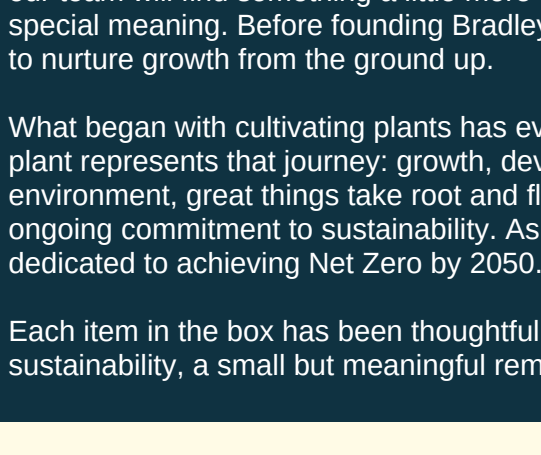 our team will find something a little more
special meaning. Before founding Bradley
to nurture growth from the ground up.
What began with cultivating plants has ev
plant represents that journey: growth, dev
environment, great things take root and fl
ongoing commitment to sustainability. As
dedicated to achieving Net Zero by 2050.
Each item in the box has been thoughtful
sustainability, a small but meaningful rem